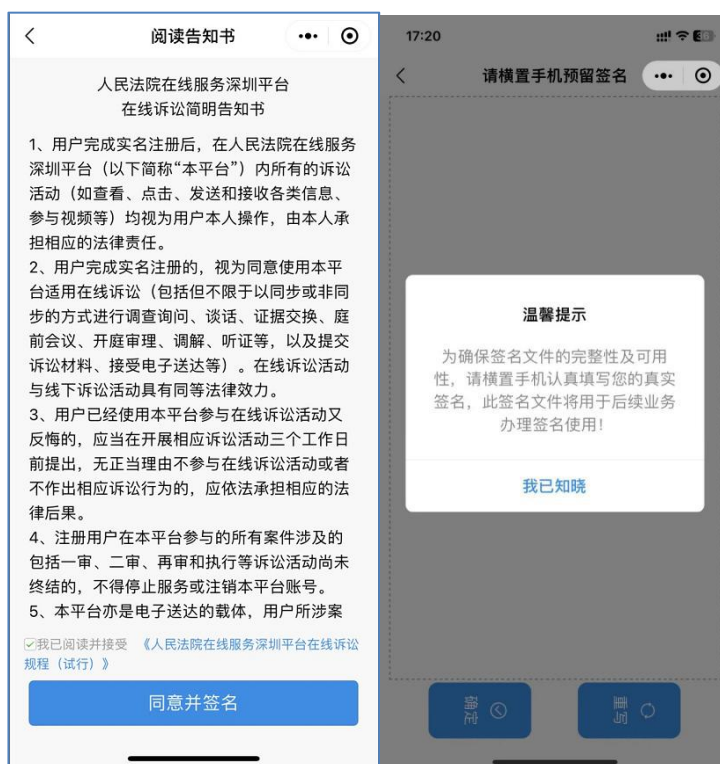 阅读告知书
人民法院在线服务深圳平台
在线诉讼简明告知书
1、用户完成实名注册后，在人民法院在线服务
深圳平台（以下简称“本平台”）内所有的诉讼
活动（如查看、点击、发送和接收各类信息、
参与视频等）均视为用户本人操作，由本人承
担相应的法律责任。
2、用户完成实名注册的，视为同意使用本平
台适用在线诉讼（包括但不限于以同步或非同
步的方式进行调查询问、谈话、证据交换、庭
前会议、开庭审理、调解、听证等，以及提交
诉讼材料、接受电子送达等）。在线诉讼活动
与线下诉讼活动具有同等法律效力。
3、用户已经使用本平台参与在线诉讼活动又
反悔的，应当在开展相应诉讼活动三个工作日
前提出，无正当理由不参与在线诉讼活动或者
不作出相应诉讼行为的，应依法承担相应的法
律后果。
4、注册用户在本平台参与的所有案件涉及的
包括一审、二审、再审和执行等诉讼活动尚未
终结的，不得停止服务或注销本平台账号。
5、本平台亦是电子送达的载体，用户所涉案
我已阅读并接受 《人民法院在线服务深圳平台在线诉讼
规程（试行）》
同意并签名
17:20
请横置手机预留签名
温馨提示
为确保签名文件的完整性及可用
性，请横置手机认真填写您的真实
签名，此签名文件将用于后续业务
办理签名使用！
我已知晓
确定
重写